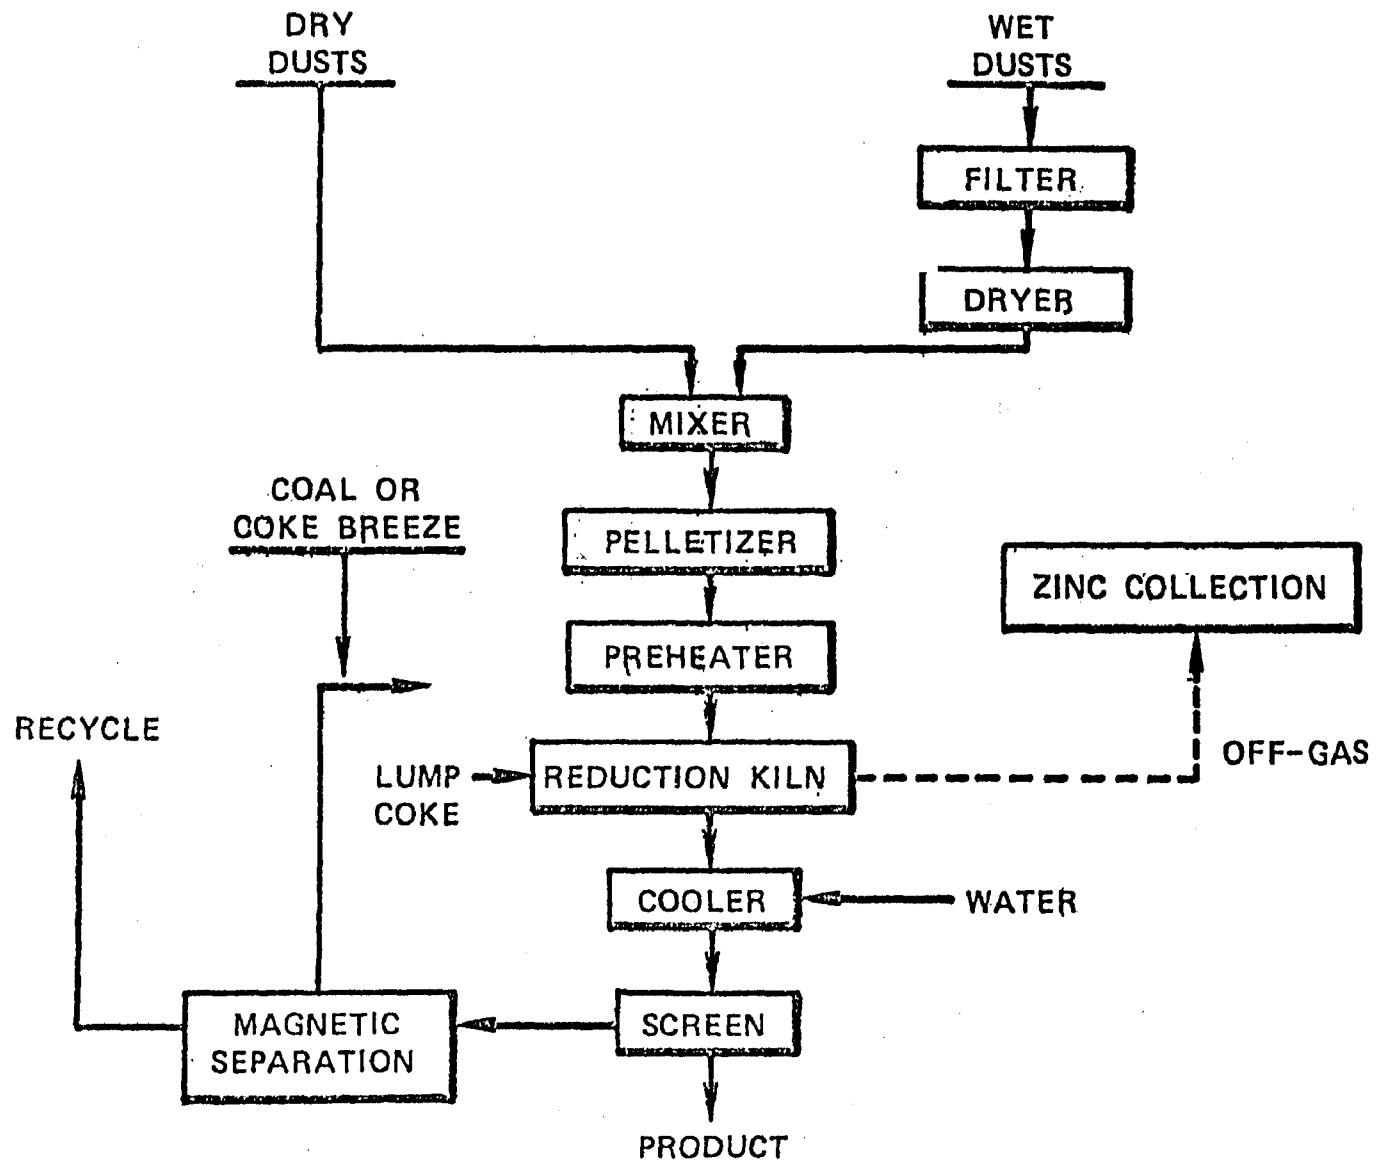 DRY
DUSTS
WET
DUSTS
FILTER
DRYER
MIXER
COAL OR
COKE BREEZE
PELLETIZER
ZINC COLLECTION
PREHEATER
RECYCLE
OFF-GAS
LUMP
COKE
REDUCTION KILN
COOLER
WATER
MAGNETIC
SEPARATION
SCREEN
PRODUCT